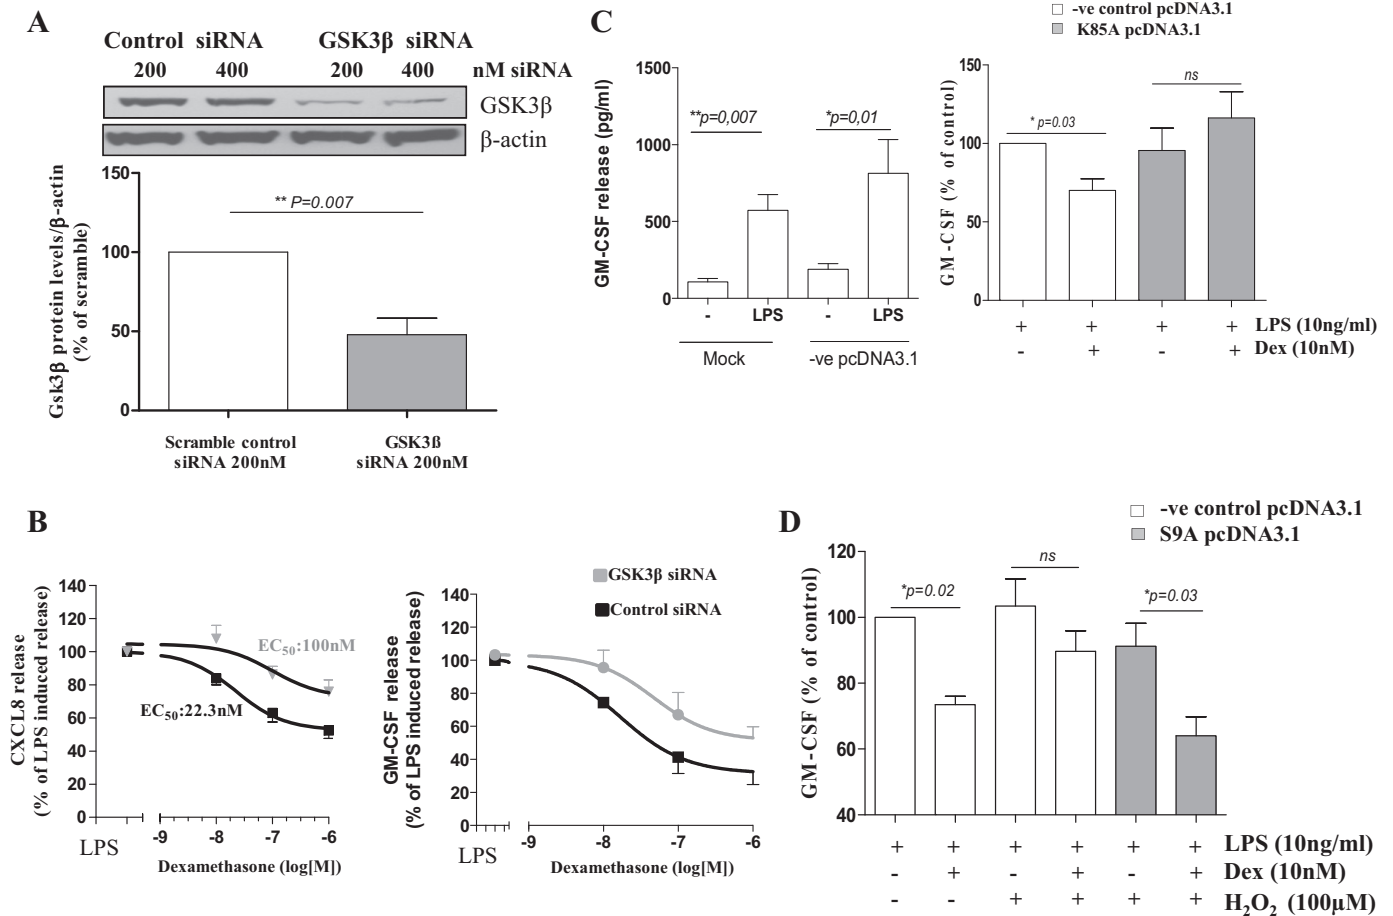 A
Control siRNA GSK3β siRNA
200 400 200 400 nM siRNA
GSK3β
β-actin
Gsk3β protein levels/β-actin
(% of scramble)
150
100
50
0
** P=0.007
Scramble control
siRNA 200nM
GSK3ß
siRNA 200nM
B
CXCL8 release
(% of LPS induced release)
140
120
100
80
60
40
20
0
EC50:100nM
EC50:22.3nM
LPS
-9 -8 -7 -6
Dexamethasone (log[M])
GSK3β siRNA
Control siRNA
GM-CSF release
(% of LPS induced release)
140
120
100
80
60
40
20
0
LPS
-9 -8 -7 -6
Dexamethasone (log[M])
C
GM-CSF release (pg/ml)
1500
1000
500
0
**p=0,007
*p=0,01
- LPS - LPS
Mock -ve pcDNA3.1
-ve control pcDNA3.1
K85A pcDNA3.1
GM-CSF (% of control)
150
100
50
0
* p=0.03
ns
+ + + + LPS (10ng/ml)
- + - + Dex (10nM)
D
-ve control pcDNA3.1
S9A pcDNA3.1
GM-CSF (% of control)
120
100
80
60
40
*p=0.02
ns
*p=0.03
+ + + + + + LPS (10ng/ml)
- + - + - + Dex (10nM)
- - + + + + H2O2 (100µM)